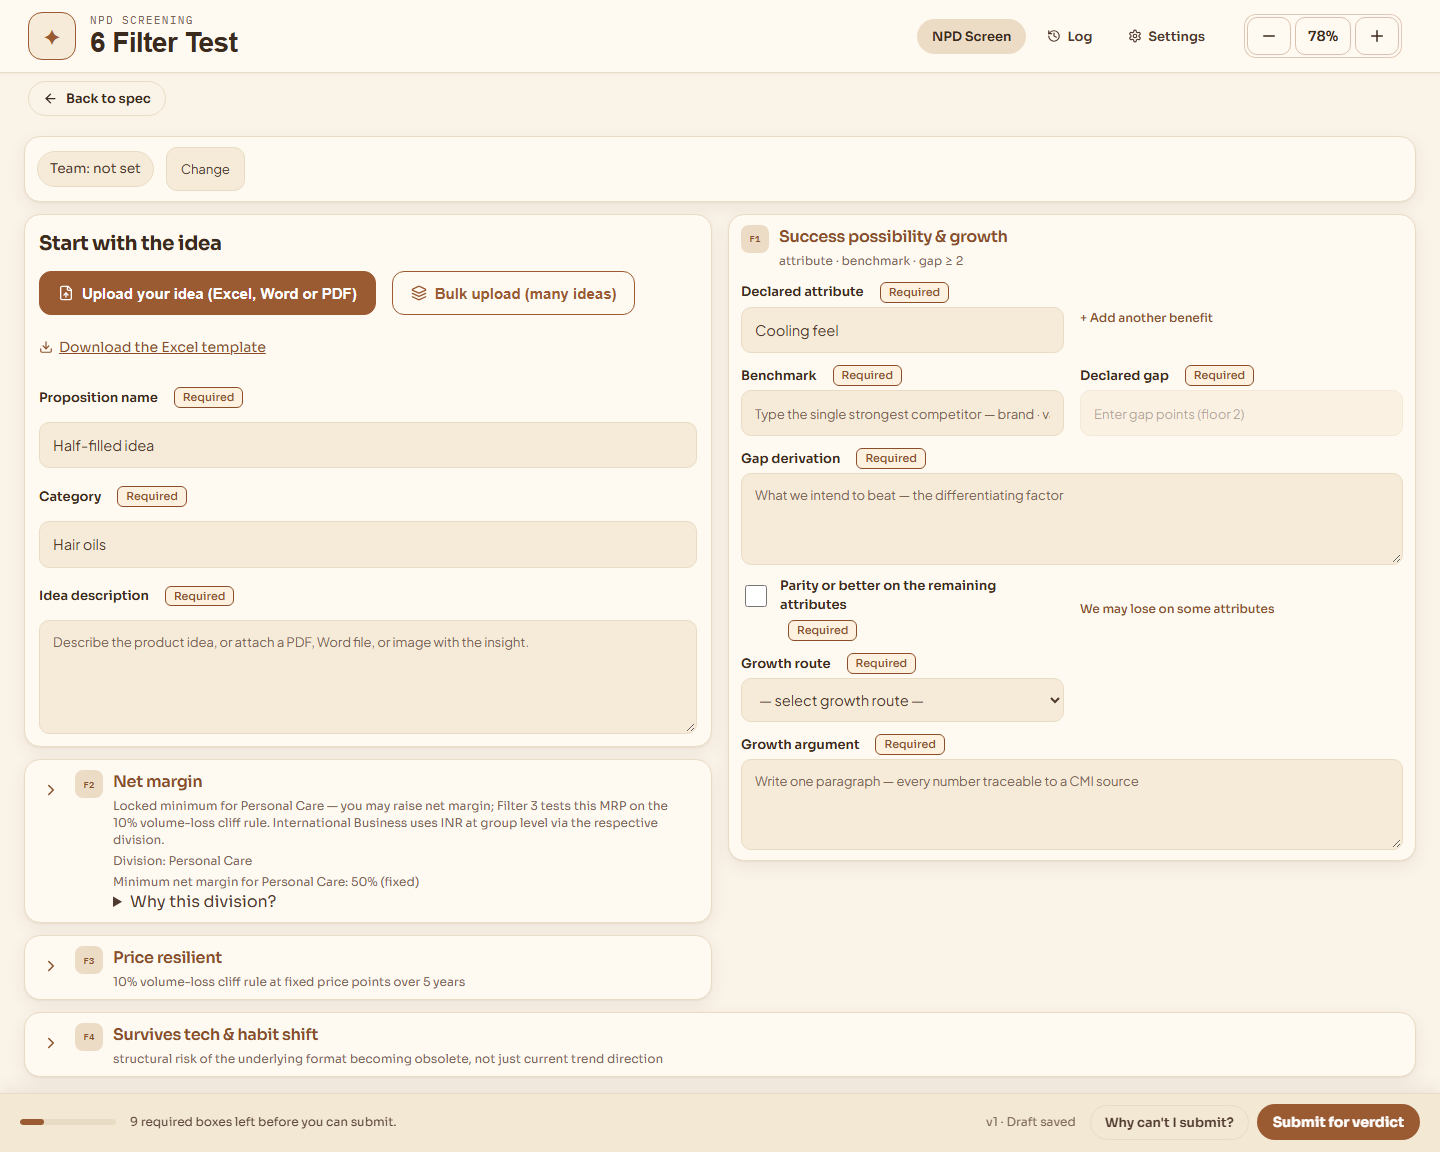 NPD SCREENING
6 Filter Test
NPD Screen
Log
Settings
78%
Back to spec
Team: not set
Change
Start with the idea
Upload your idea (Excel, Word or PDF)
Bulk upload (many ideas)
Download the Excel template
Proposition name
Required
Half-filled idea
Category
Required
Hair oils
Idea description
Required
Describe the product idea, or attach a PDF, Word file, or image with the insight.
F2
Net margin
Locked minimum for Personal Care — you may raise net margin; Filter 3 tests this MRP on the
10% volume-loss cliff rule. International Business uses INR at group level via the respective
division.
Division: Personal Care
Minimum net margin for Personal Care: 50% (fixed)
Why this division?
F3
Price resilient
10% volume-loss cliff rule at fixed price points over 5 years
F1
Success possibility & growth
attribute · benchmark · gap ≥ 2
Declared attribute
Required
Cooling feel
+ Add another benefit
Benchmark
Required
Declared gap
Required
Type the single strongest competitor — brand · v
Enter gap points (floor 2)
Gap derivation
Required
What we intend to beat — the differentiating factor
Parity or better on the remaining
attributes
Required
We may lose on some attributes
Growth route
Required
— select growth route —
Growth argument
Required
Write one paragraph — every number traceable to a CMI source
F4
Survives tech & habit shift
structural risk of the underlying format becoming obsolete, not just current trend direction
9 required boxes left before you can submit.
v1 · Draft saved
Why can't I submit?
Submit for verdict